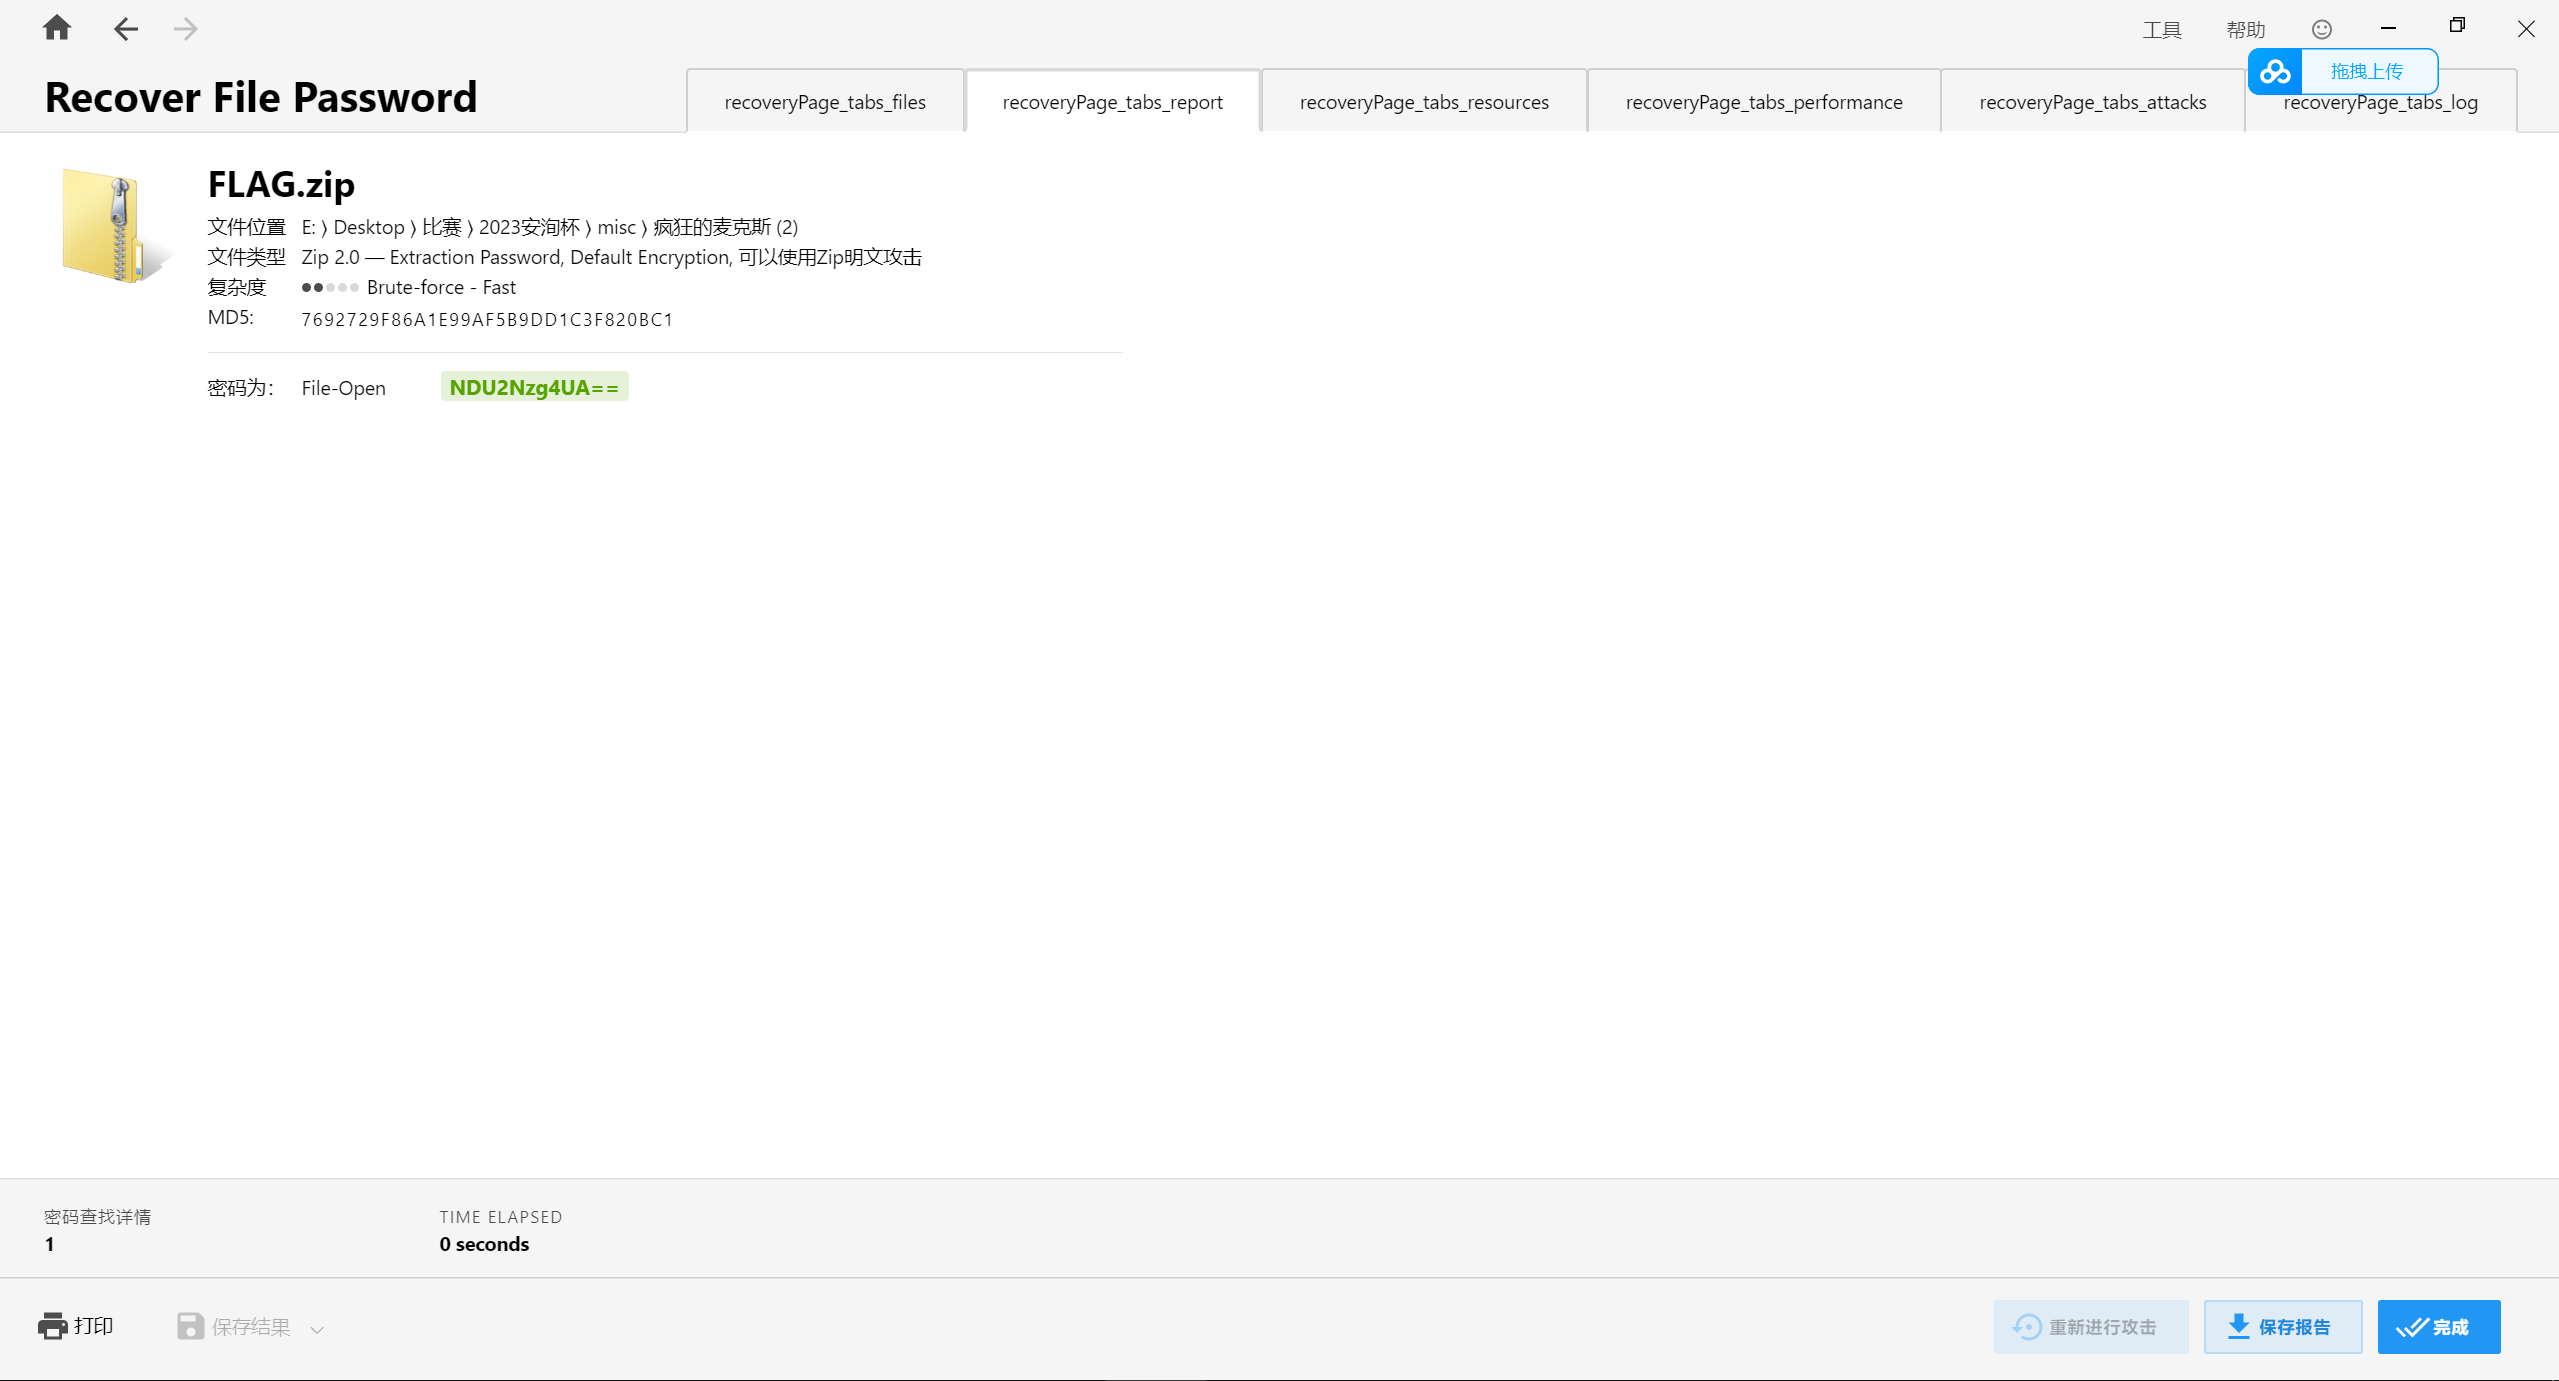 工具 帮助
拖拽上传
Recover File Password
recoveryPage_tabs_files recoveryPage_tabs_report recoveryPage_tabs_resources recoveryPage_tabs_performance recoveryPage_tabs_attacks recoveryPage_tabs_log
FLAG.zip
文件位置 E: ⟩ Desktop ⟩ 比赛 ⟩ 2023安洵杯 ⟩ misc ⟩ 疯狂的麦克斯 (2)
文件类型 Zip 2.0 — Extraction Password, Default Encryption, 可以使用Zip明文攻击
复杂度 Brute-force - Fast
MD5: 7692729F86A1E99AF5B9DD1C3F820BC1
密码为： File-Open NDU2Nzg4UA==
密码查找详情 TIME ELAPSED
1 0 seconds
打印 保存结果 重新进行攻击 保存报告 完成